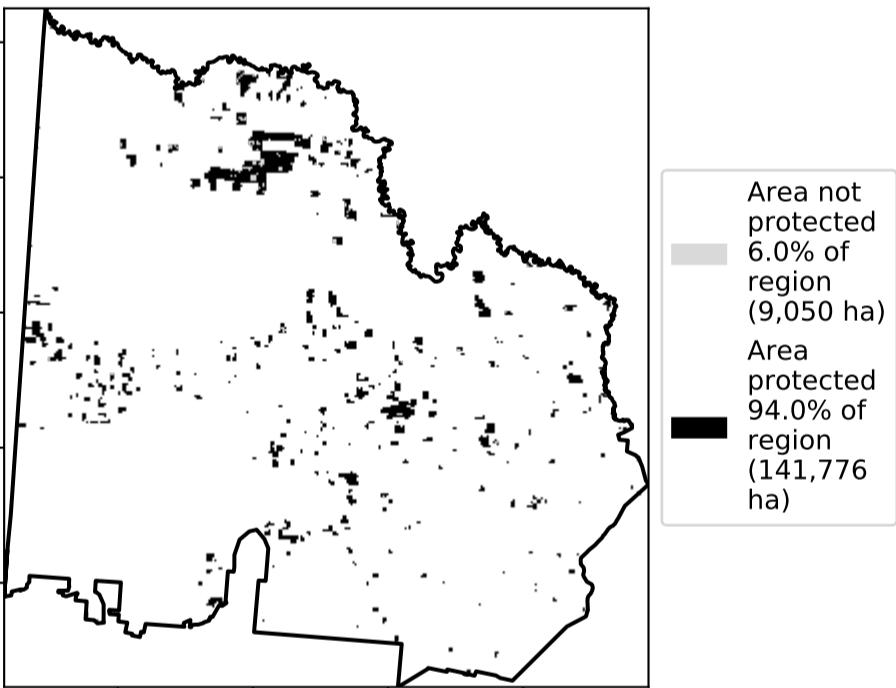 Area not
protected
6.0% of
region
(9,050 ha)
Area
protected
94.0% of
region
(141,776
ha)